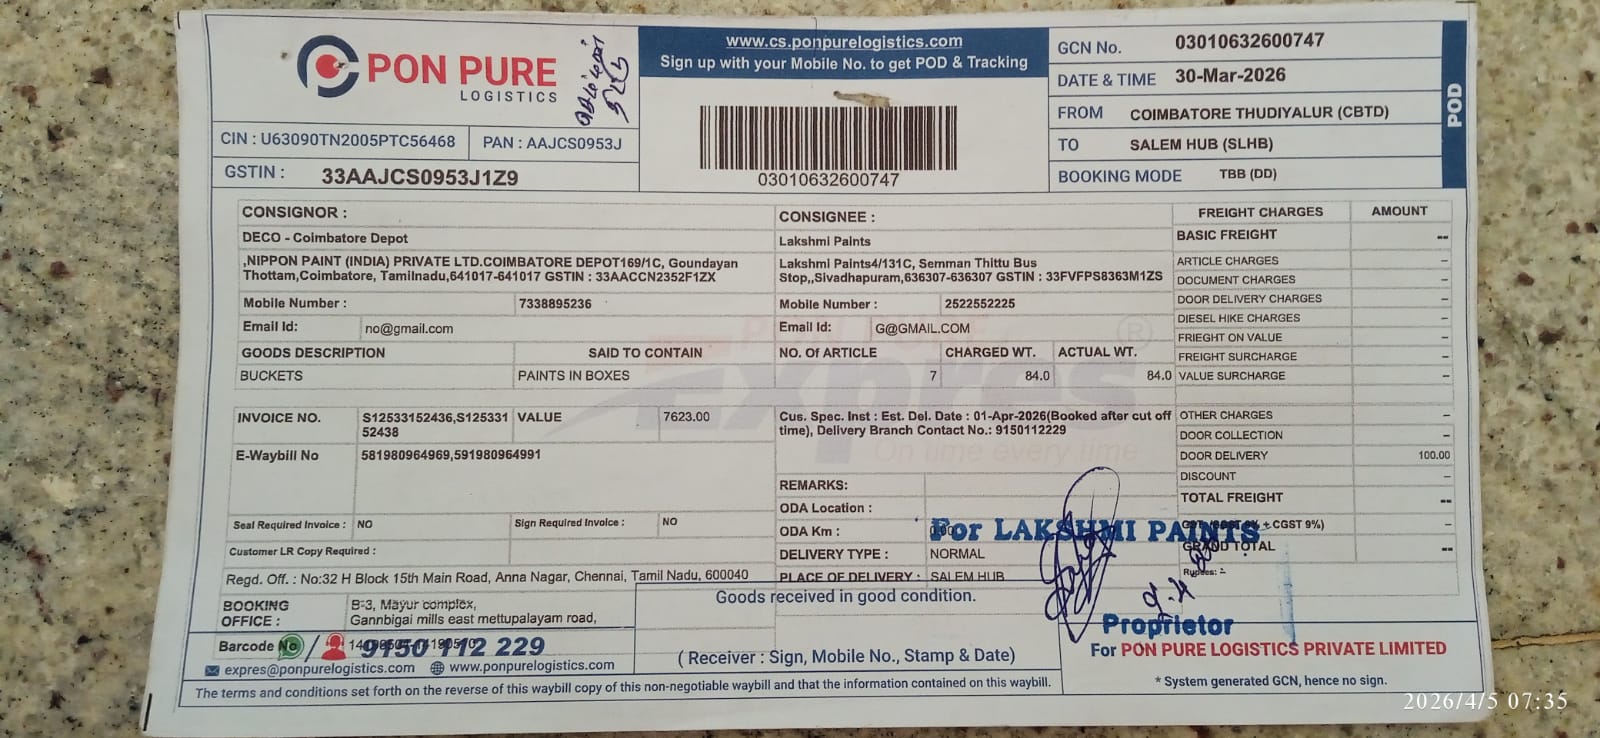 PON PURE
LOGISTICS
CIN : U63090TN2005PTC56468
PAN : AAJCS0953J
GSTIN : 33AAJCS0953J1Z9
www.cs.ponpurelogistics.com
Sign up with your Mobile No. to get POD & Tracking
03010632600747
GCN No. 03010632600747
DATE & TIME 30-Mar-2026
FROM COIMBATORE THUDIYALUR (CBTD)
TO SALEM HUB (SLHB)
BOOKING MODE TBB (DD)
POD
CONSIGNOR :
DECO - Coimbatore Depot
,NIPPON PAINT (INDIA) PRIVATE LTD.COIMBATORE DEPOT169/1C, Goundayan
Thottam,Coimbatore, Tamilnadu,641017-641017 GSTIN : 33AACCN2352F1ZX
Mobile Number : 7338895236
Email Id: no@gmail.com
CONSIGNEE :
Lakshmi Paints
Lakshmi Paints4/131C, Semman Thittu Bus
Stop,,Sivadhapuram,636307-636307 GSTIN : 33FVFPS8363M1ZS
Mobile Number : 2522552225
Email Id: G@GMAIL.COM
GOODS DESCRIPTION SAID TO CONTAIN NO. Of ARTICLE CHARGED WT. ACTUAL WT.
BUCKETS PAINTS IN BOXES 7 84.0 84.0
INVOICE NO. S12533152436,S125331
52438
VALUE 7623.00
E-Waybill No 581980964969,591980964991
Seal Required Invoice : NO
Sign Required Invoice : NO
Customer LR Copy Required :
Cus. Spec. Inst : Est. Del. Date : 01-Apr-2026(Booked after cut off
time), Delivery Branch Contact No.: 9150112229
PON PURE
Expres ®
On time every time
REMARKS:
ODA Location :
ODA Km :
DELIVERY TYPE : NORMAL
PLACE OF DELIVERY : SALEM HUB
FREIGHT CHARGES AMOUNT
BASIC FREIGHT --
ARTICLE CHARGES -
DOCUMENT CHARGES -
DOOR DELIVERY CHARGES -
DIESEL HIKE CHARGES -
FRIEGHT ON VALUE -
FREIGHT SURCHARGE -
VALUE SURCHARGE -
OTHER CHARGES -
DOOR COLLECTION -
DOOR DELIVERY 100.00
DISCOUNT -
TOTAL FREIGHT --
+ CGST 9%) -
GRAND TOTAL --
Rupees: -
For LAKSHMI PAINTS
Proprietor
Regd. Off. : No:32 H Block 15th Main Road, Anna Nagar, Chennai, Tamil Nadu, 600040
BOOKING
OFFICE :
B-3, Mayur complex,
Gannbigai mills east mettupalayam road,
Barcode No
9150 112 229
expres@ponpurelogistics.com www.ponpurelogistics.com
Goods received in good condition.
( Receiver : Sign, Mobile No., Stamp & Date)
For PON PURE LOGISTICS PRIVATE LIMITED
* System generated GCN, hence no sign.
The terms and conditions set forth on the reverse of this waybill copy of this non-negotiable waybill and that the information contained on this waybill.
2026/4/5 07:35